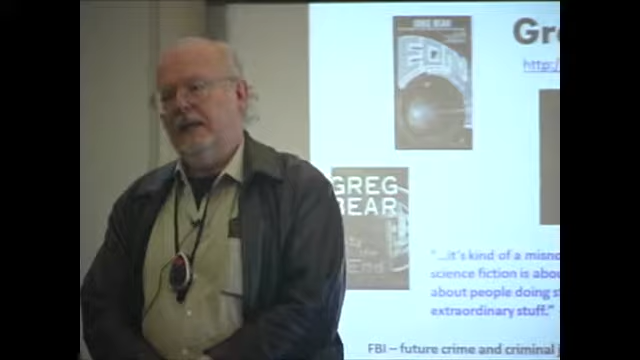 GREG BEAR
Gre
http:/
GREG
BEAR
"...it's kind of a misno
science fiction is abou
about people doing s
extraordinary stuff."
FBI – future crime and criminal j